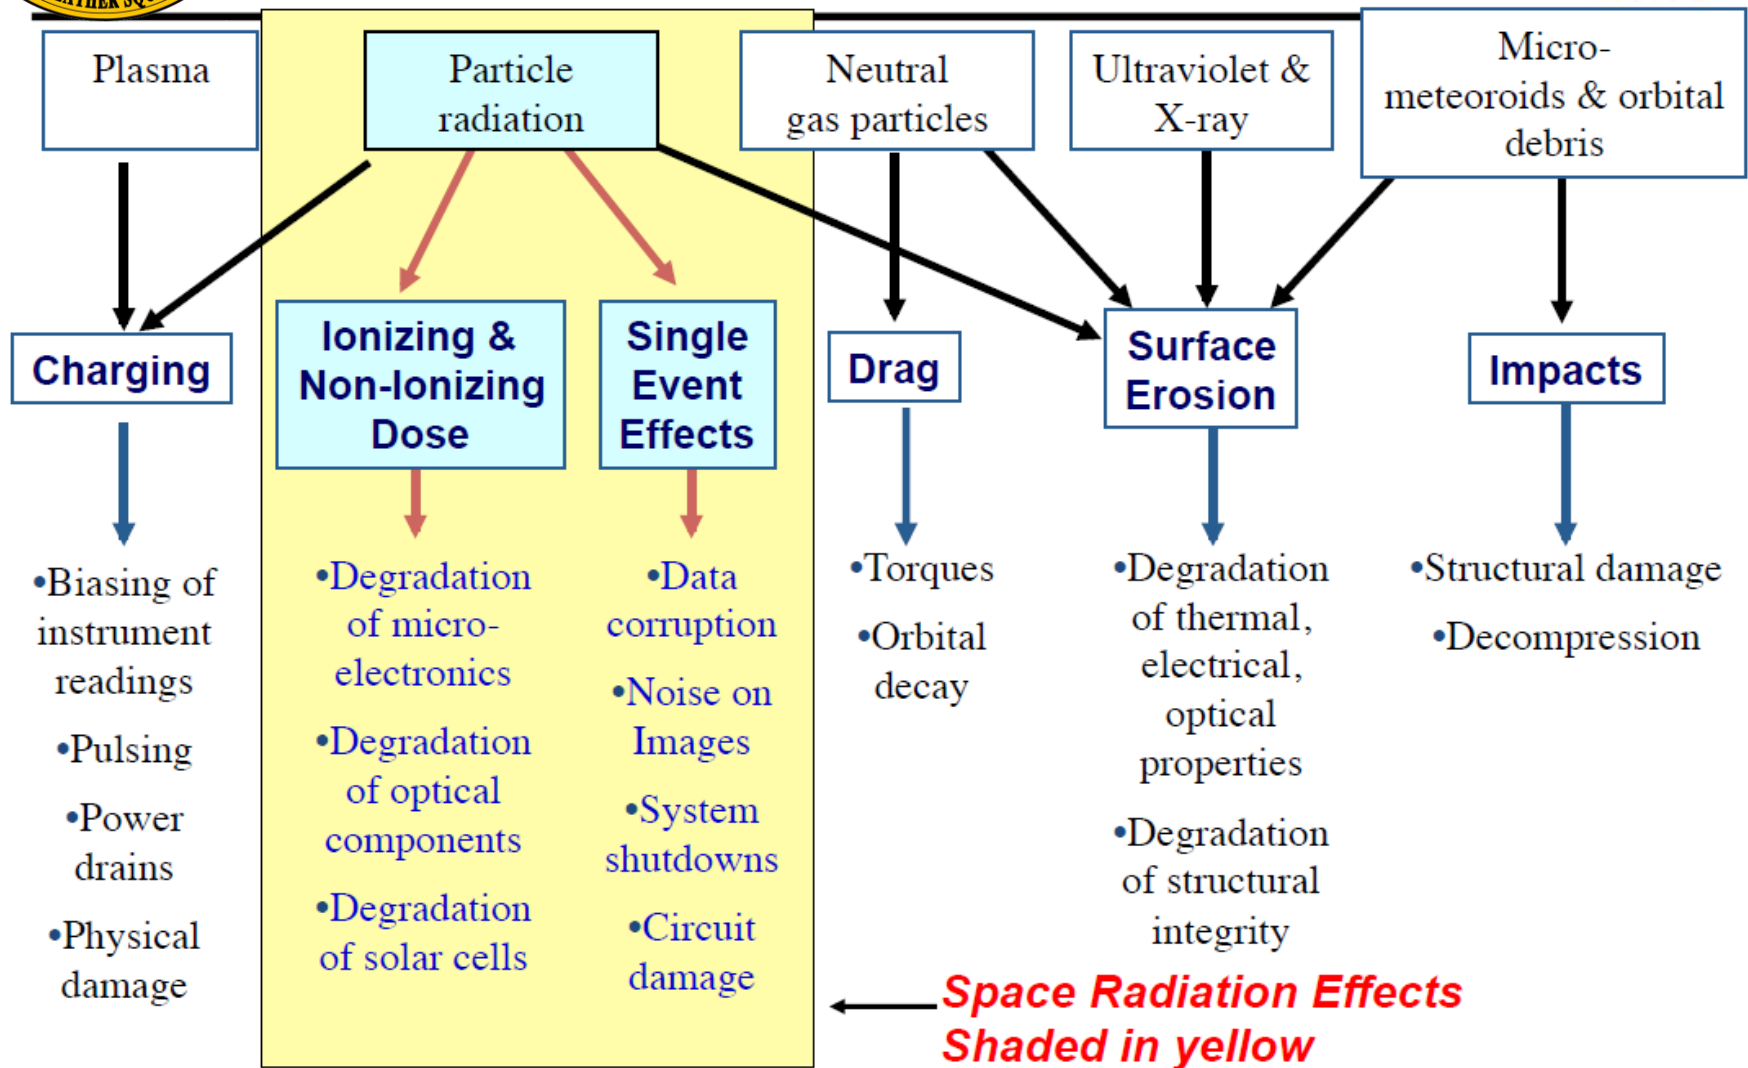 Plasma
Particle
radiation
Neutral
gas particles
Ultraviolet &
X-ray
Micro-
meteoroids & orbital
debris
Charging
Ionizing &
Non-Ionizing
Dose
Single
Event
Effects
Drag
Surface
Erosion
Impacts
•Biasing of
instrument
readings
•Pulsing
•Power
drains
•Physical
damage
•Degradation
of micro-
electronics
•Degradation
of optical
components
•Degradation
of solar cells
•Data
corruption
•Noise on
Images
•System
shutdowns
•Circuit
damage
•Torques
•Orbital
decay
•Degradation
of thermal,
electrical,
optical
properties
•Degradation
of structural
integrity
•Structural damage
•Decompression
Space Radiation Effects
Shaded in yellow